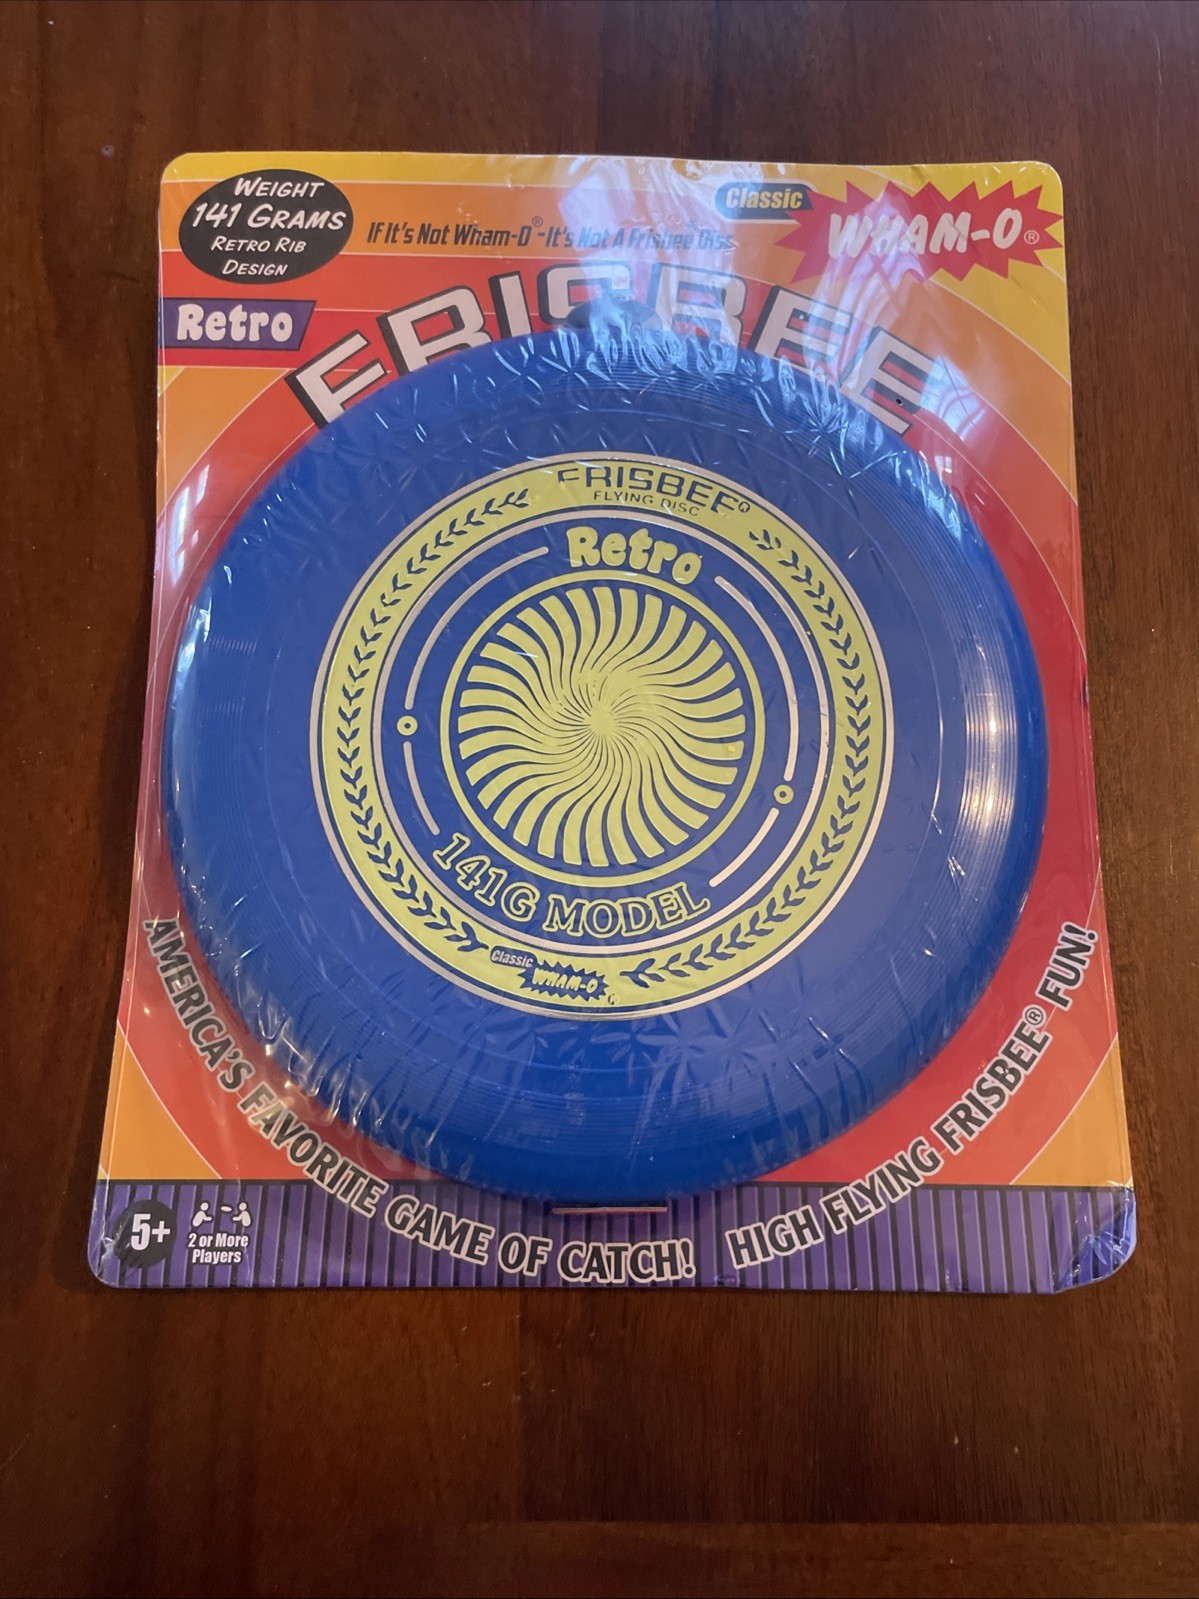 WEIGHT
141 GRAMS
RETRO RIB
DESIGN
If It's Not Wham-O®-It's Not A Frisbee® Disc
Classic
WHAM-O®
Retro
FRISBEE
FRISBEE®
FLYING DISC
Retro
141G MODEL
Classic
WHAM-O®
AMERICA'S FAVORITE GAME OF CATCH! HIGH FLYING FRISBEE® FUN!
5+
2 or More
Players